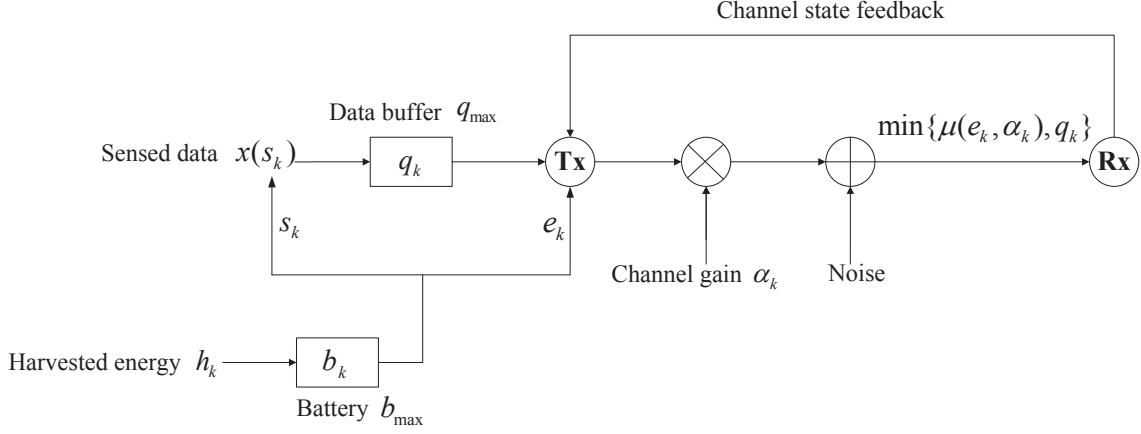 Channel state feedback
Data buffer q_max
min{μ(e_k, α_k), q_k}
Sensed data x(s_k)
q_k
Tx
Rx
s_k
e_k
Channel gain α_k
Noise
Harvested energy h_k
b_k
Battery b_max